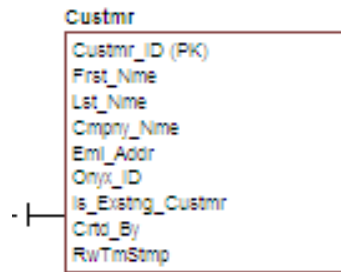 Custmr
Custmr_ID (PK)
Frst_Nme
Lst_Nme
Cmpny_Nme
Eml_Addr
Onyx_ID
Is_Exstng_Custmr
Crtd_By
RwTmStmp